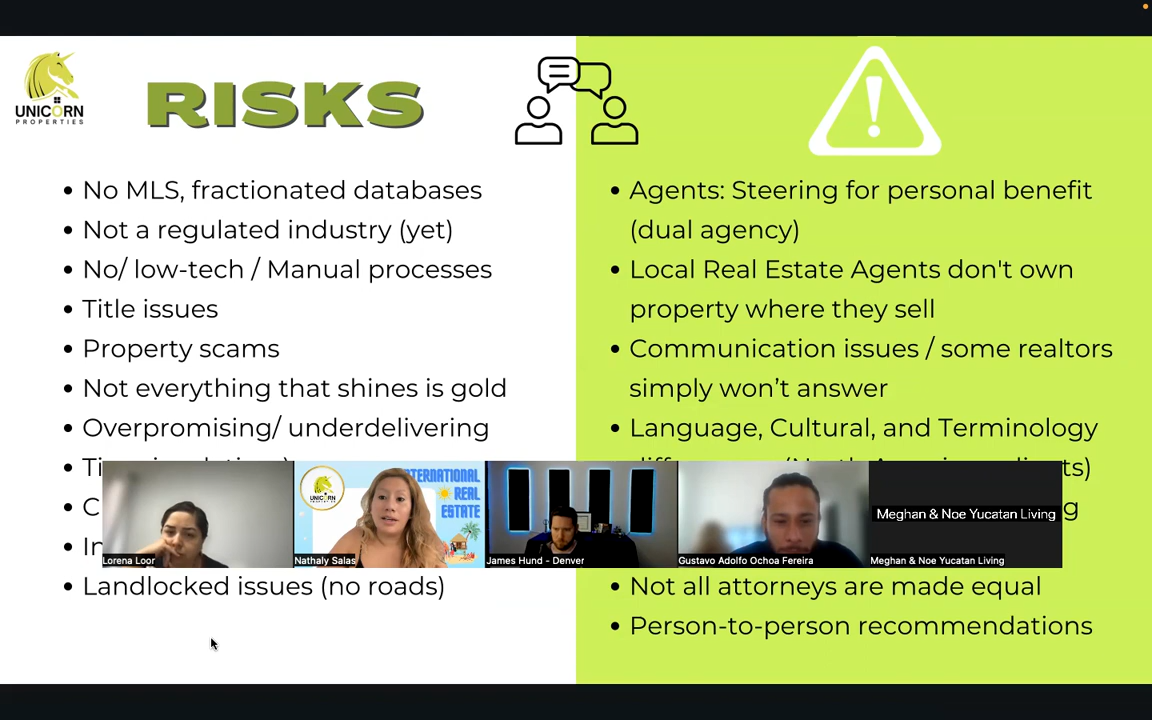 UNICORN
PROPERTIES
RISKS
No MLS, fractionated databases
Not a regulated industry (yet)
No/ low-tech / Manual processes
Title issues
Property scams
Not everything that shines is gold
Overpromising/ underdelivering
Landlocked issues (no roads)
Agents: Steering for personal benefit
(dual agency)
Local Real Estate Agents don't own
property where they sell
Communication issues / some realtors
simply won't answer
Language, Cultural, and Terminology
Not all attorneys are made equal
Person-to-person recommendations
Lorena Loor
UNICORN
INTERNATIONAL
REAL
ESTATE
Nathaly Salas
James Hund - Denver
Gustavo Adolfo Ochoa Fereira
Meghan & Noe Yucatan Living
Meghan & Noe Yucatan Living